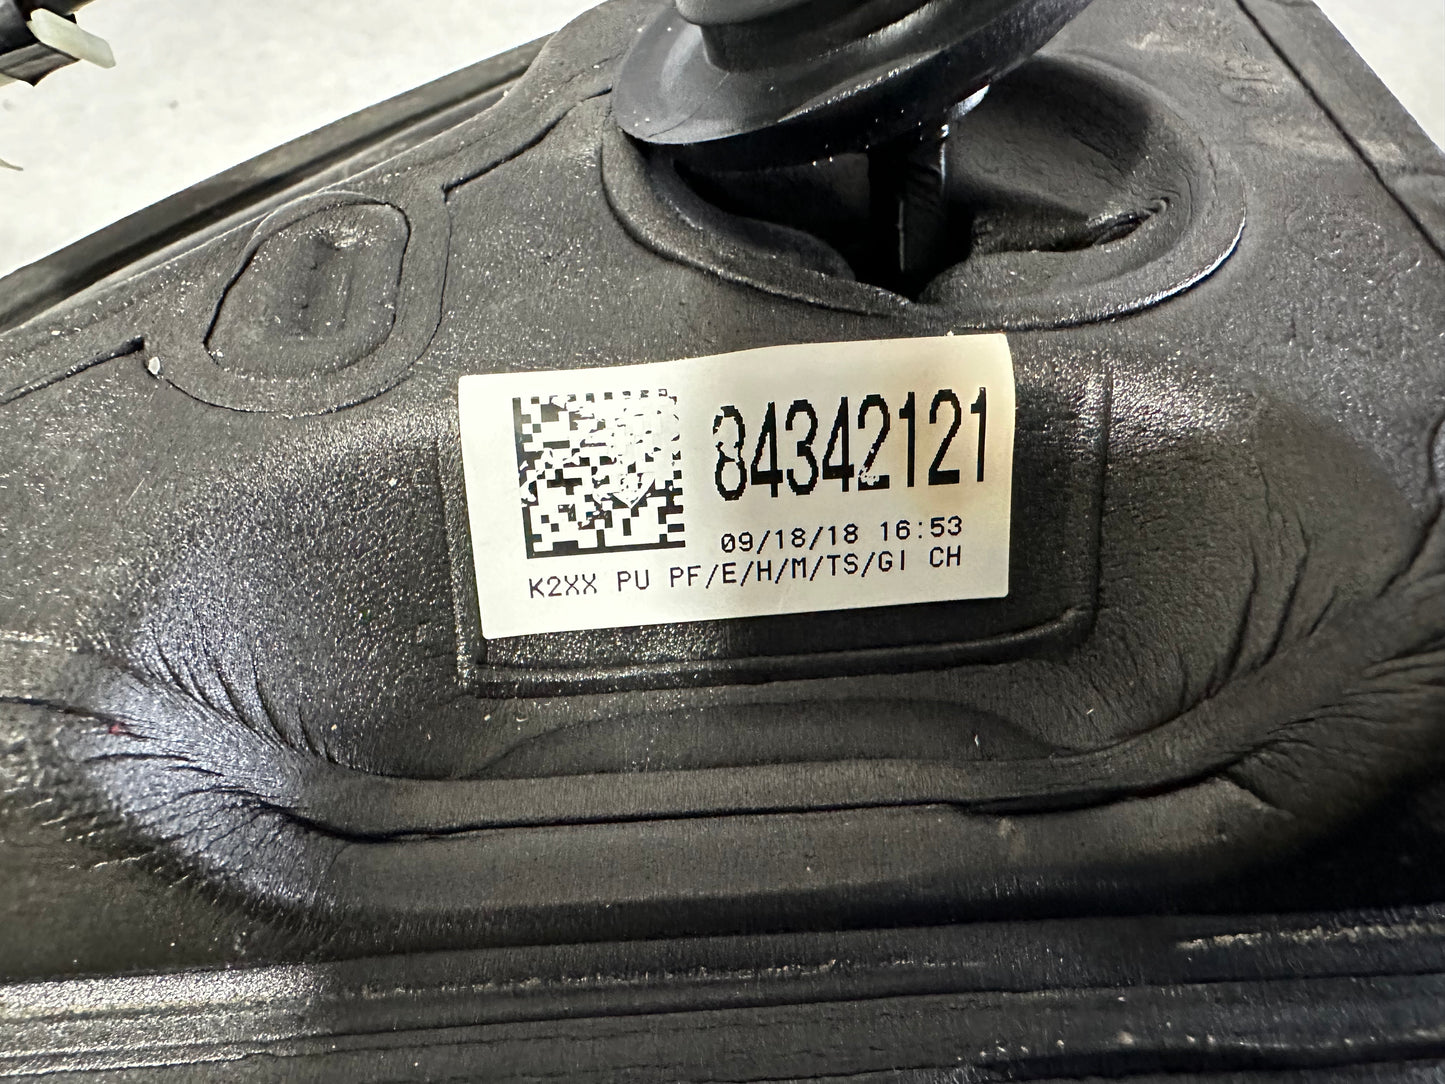 84342121
09/18/18 16:53
K2XX PU PF/E/H/M/TS/GI CH